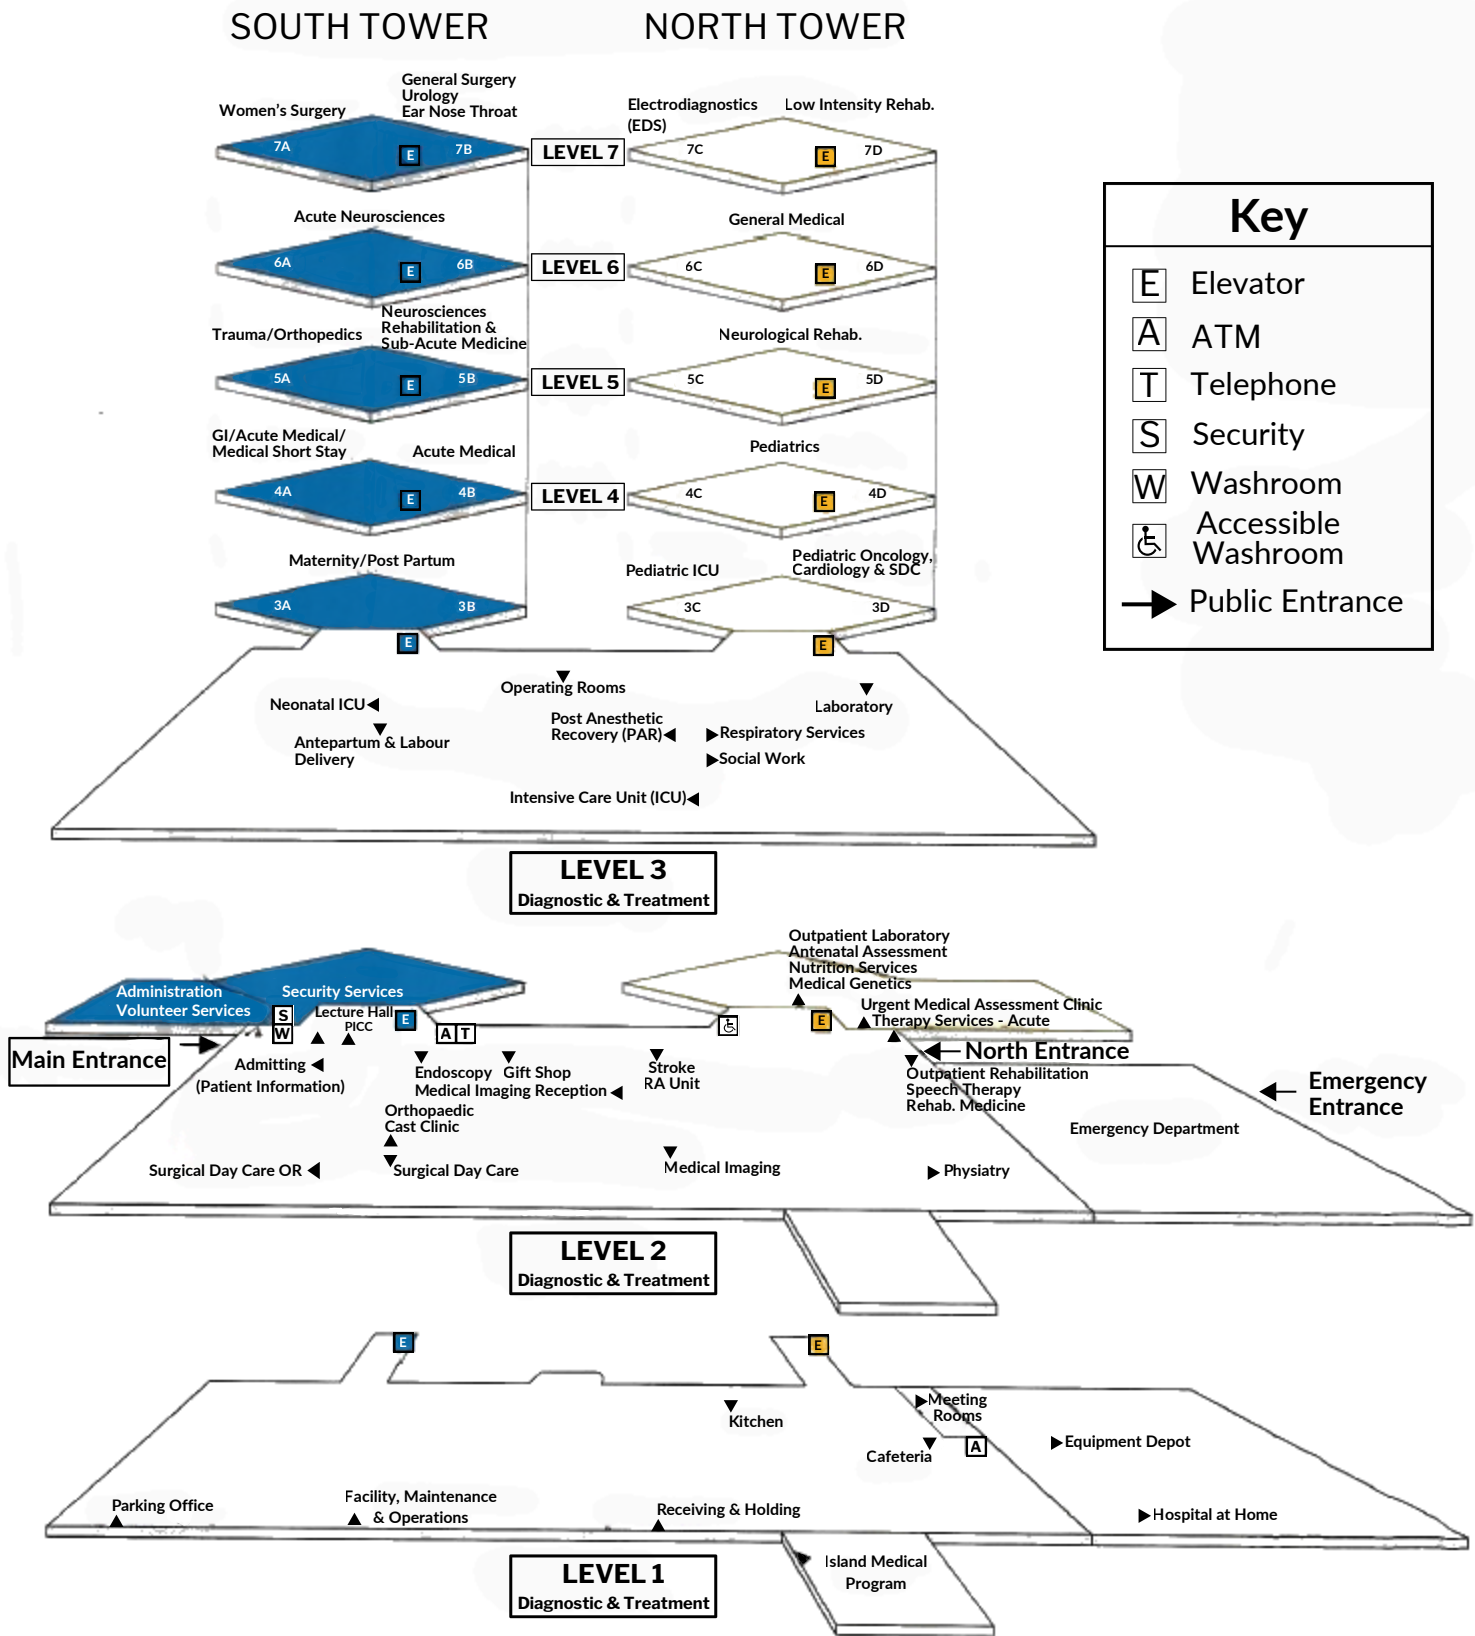 SOUTH TOWER
NORTH TOWER
Women's Surgery
General Surgery
Urology
Ear Nose Throat
Electrodiagnostics
(EDS)
Low Intensity Rehab.
7A
E
7B
LEVEL 7
7C
E
7D
Acute Neurosciences
General Medical
6A
E
6B
LEVEL 6
6C
E
6D
Trauma/Orthopedics
Neurosciences
Rehabilitation &
Sub-Acute Medicine
Neurological Rehab.
5A
E
5B
LEVEL 5
5C
E
5D
GI/Acute Medical/
Medical Short Stay
Acute Medical
Pediatrics
4A
E
4B
LEVEL 4
4C
E
4D
Maternity/Post Partum
Pediatric ICU
Pediatric Oncology,
Cardiology & SDC
3A
3B
3C
3D
E
E
Neonatal ICU
Antepartum & Labour
Delivery
Operating Rooms
Post Anesthetic
Recovery (PAR)
Laboratory
Respiratory Services
Social Work
Intensive Care Unit (ICU)
LEVEL 3
Diagnostic & Treatment
Key
E Elevator
A ATM
T Telephone
S Security
W Washroom
Accessible
Washroom
Public Entrance
Administration
Volunteer Services
Security Services
S
W
Lecture Hall
PICC
E
A T
Outpatient Laboratory
Antenatal Assessment
Nutrition Services
Medical Genetics
E
Urgent Medical Assessment Clinic
Therapy Services - Acute
Main Entrance
North Entrance
Emergency
Entrance
Admitting
(Patient Information)
Endoscopy
Gift Shop
Medical Imaging Reception
Stroke
RA Unit
Outpatient Rehabilitation
Speech Therapy
Rehab. Medicine
Orthopaedic
Cast Clinic
Emergency Department
Surgical Day Care OR
Surgical Day Care
Medical Imaging
Physiatry
LEVEL 2
Diagnostic & Treatment
E
E
Kitchen
Meeting
Rooms
Cafeteria
A
Equipment Depot
Parking Office
Facility, Maintenance
& Operations
Receiving & Holding
Hospital at Home
Island Medical
Program
LEVEL 1
Diagnostic & Treatment